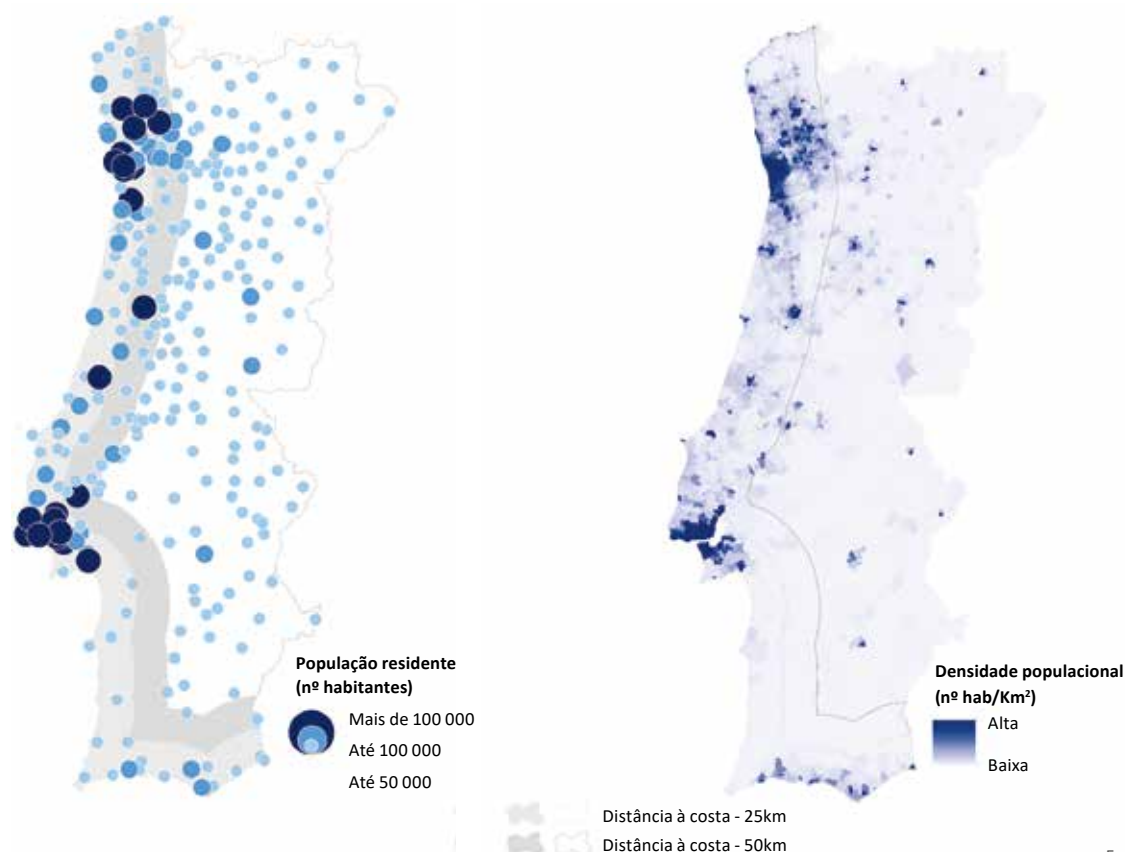 População residente
(nº habitantes)
Mais de 100 000
Até 100 000
Até 50 000
Densidade populacional
(nº hab/Km²)
Alta
Baixa
Distância à costa - 25km
Distância à costa - 50km